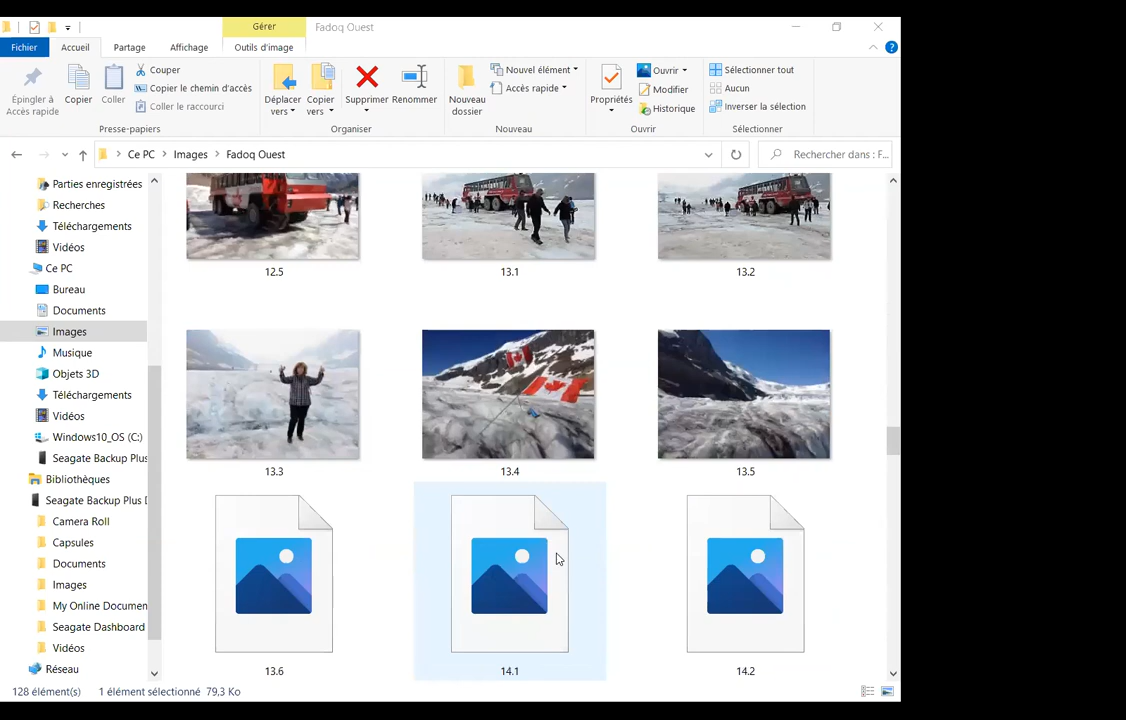 Gérer
Fadoq Ouest
Fichier
Accueil
Partage
Affichage
Outils d'image
Épingler à
Accès rapide
Copier
Coller
Couper
Copier le chemin d'accès
Coller le raccourci
Presse-papiers
Déplacer
vers
Copier
vers
Supprimer
Renommer
Organiser
Nouveau
dossier
Nouvel élément
Accès rapide
Nouveau
Propriétés
Ouvrir
Modifier
Historique
Ouvrir
Sélectionner tout
Aucun
Inverser la sélection
Sélectionner
Ce PC
Images
Fadoq Ouest
Rechercher dans : F...
Parties enregistrées
Recherches
Téléchargements
Vidéos
Ce PC
Bureau
Documents
Images
Musique
Objets 3D
Téléchargements
Vidéos
Windows10_OS (C:)
Seagate Backup Plus
Bibliothèques
Seagate Backup Plus D
Camera Roll
Capsules
Documents
Images
My Online Documen
Seagate Dashboard
Vidéos
Réseau
12.5
13.1
13.2
13.3
13.4
13.5
13.6
14.1
14.2
128 élément(s)
1 élément sélectionné
79,3 Ko